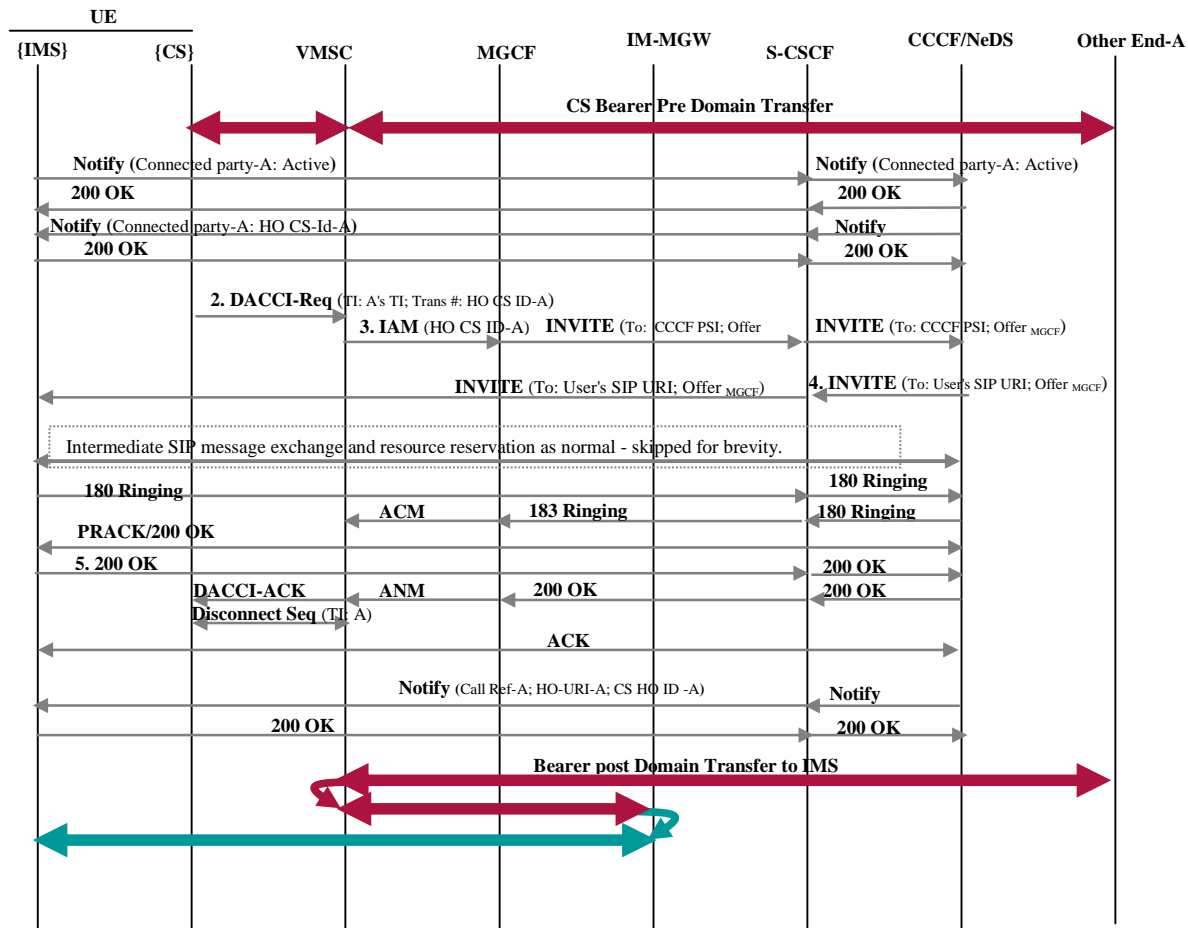 UE
{IMS} {CS} VMSC MGCF IM-MGW S-CSCF CCCF/NeDS Other End-A
CS Bearer Pre Domain Transfer
Notify (Connected party-A: Active) Notify (Connected party-A: Active)
200 OK 200 OK
Notify (Connected party-A: HO CS-Id-A) Notify
200 OK 200 OK
2. DACCI-Req (TI: A's TI; Trans #: HO CS ID-A)
3. IAM (HO CS ID-A) INVITE (To: CCCF PSI; Offer INVITE (To: CCCF PSI; Offer MGCF)
INVITE (To: User's SIP URI; Offer MGCF) 4. INVITE (To: User's SIP URI; Offer MGCF)
Intermediate SIP message exchange and resource reservation as normal - skipped for brevity.
180 Ringing 180 Ringing
ACM 183 Ringing 180 Ringing
PRACK/200 OK
5. 200 OK 200 OK
DACCI-ACK ANM 200 OK 200 OK
Disconnect Seq (TI: A)
ACK
Notify (Call Ref-A; HO-URI-A; CS HO ID -A) Notify
200 OK 200 OK
Bearer post Domain Transfer to IMS